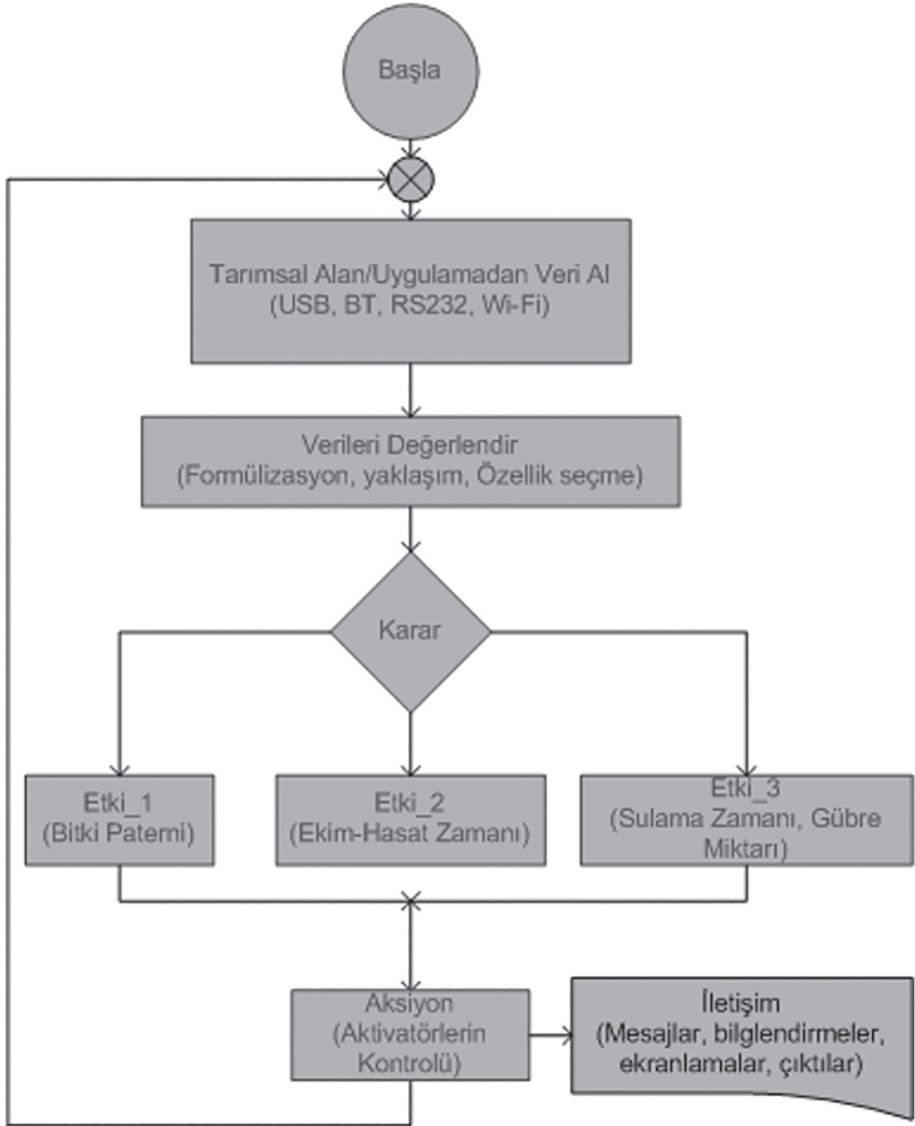 Başla
Tarımsal Alan/Uygulamadan Veri Al
(USB, BT, RS232, Wi-Fi)
Verileri Değerlendir
(Formülizasyon, yaklaşım, Özellik seçme)
Karar
Etki_1
(Bitki Paterni)
Etki_2
(Ekim-Hasat Zamanı)
Etki_3
(Sulama Zamanı, Gübre
Miktarı)
Aksiyon
(Aktivatörlerin
Kontrolü)
İletişim
(Mesajlar, bilglendirmeler,
ekranlamalar, çıktılar)